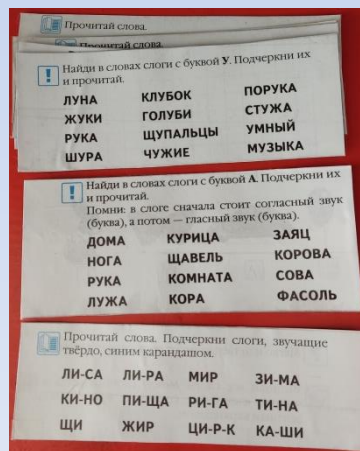 Прочитай слова.
Прочитай слова.
Найди в словах слоги с буквой У. Подчеркни их
и прочитай.
ЛУНА КЛУБОК ПОРУКА
ЖУКИ ГОЛУБИ СТУЖА
РУКА ЩУПАЛЬЦЫ УМНЫЙ
ШУРА ЧУЖИЕ МУЗЫКА
Найди в словах слоги с буквой А. Подчеркни их
и прочитай.
Помни: в слоге сначала стоит согласный звук
(буква), а потом — гласный звук (буква).
ДОМА КУРИЦА ЗАЯЦ
НОГА ЩАВЕЛЬ КОРОВА
РУКА КОМНАТА СОВА
ЛУЖА КОРА ФАСОЛЬ
Прочитай слова. Подчеркни слоги, звучащие
твёрдо, синим карандашом.
ЛИ-СА ЛИ-РА МИР ЗИ-МА
КИ-НО ПИ-ЩА РИ-ГА ТИ-НА
ЩИ ЖИР ЦИ-Р-К КА-ШИ